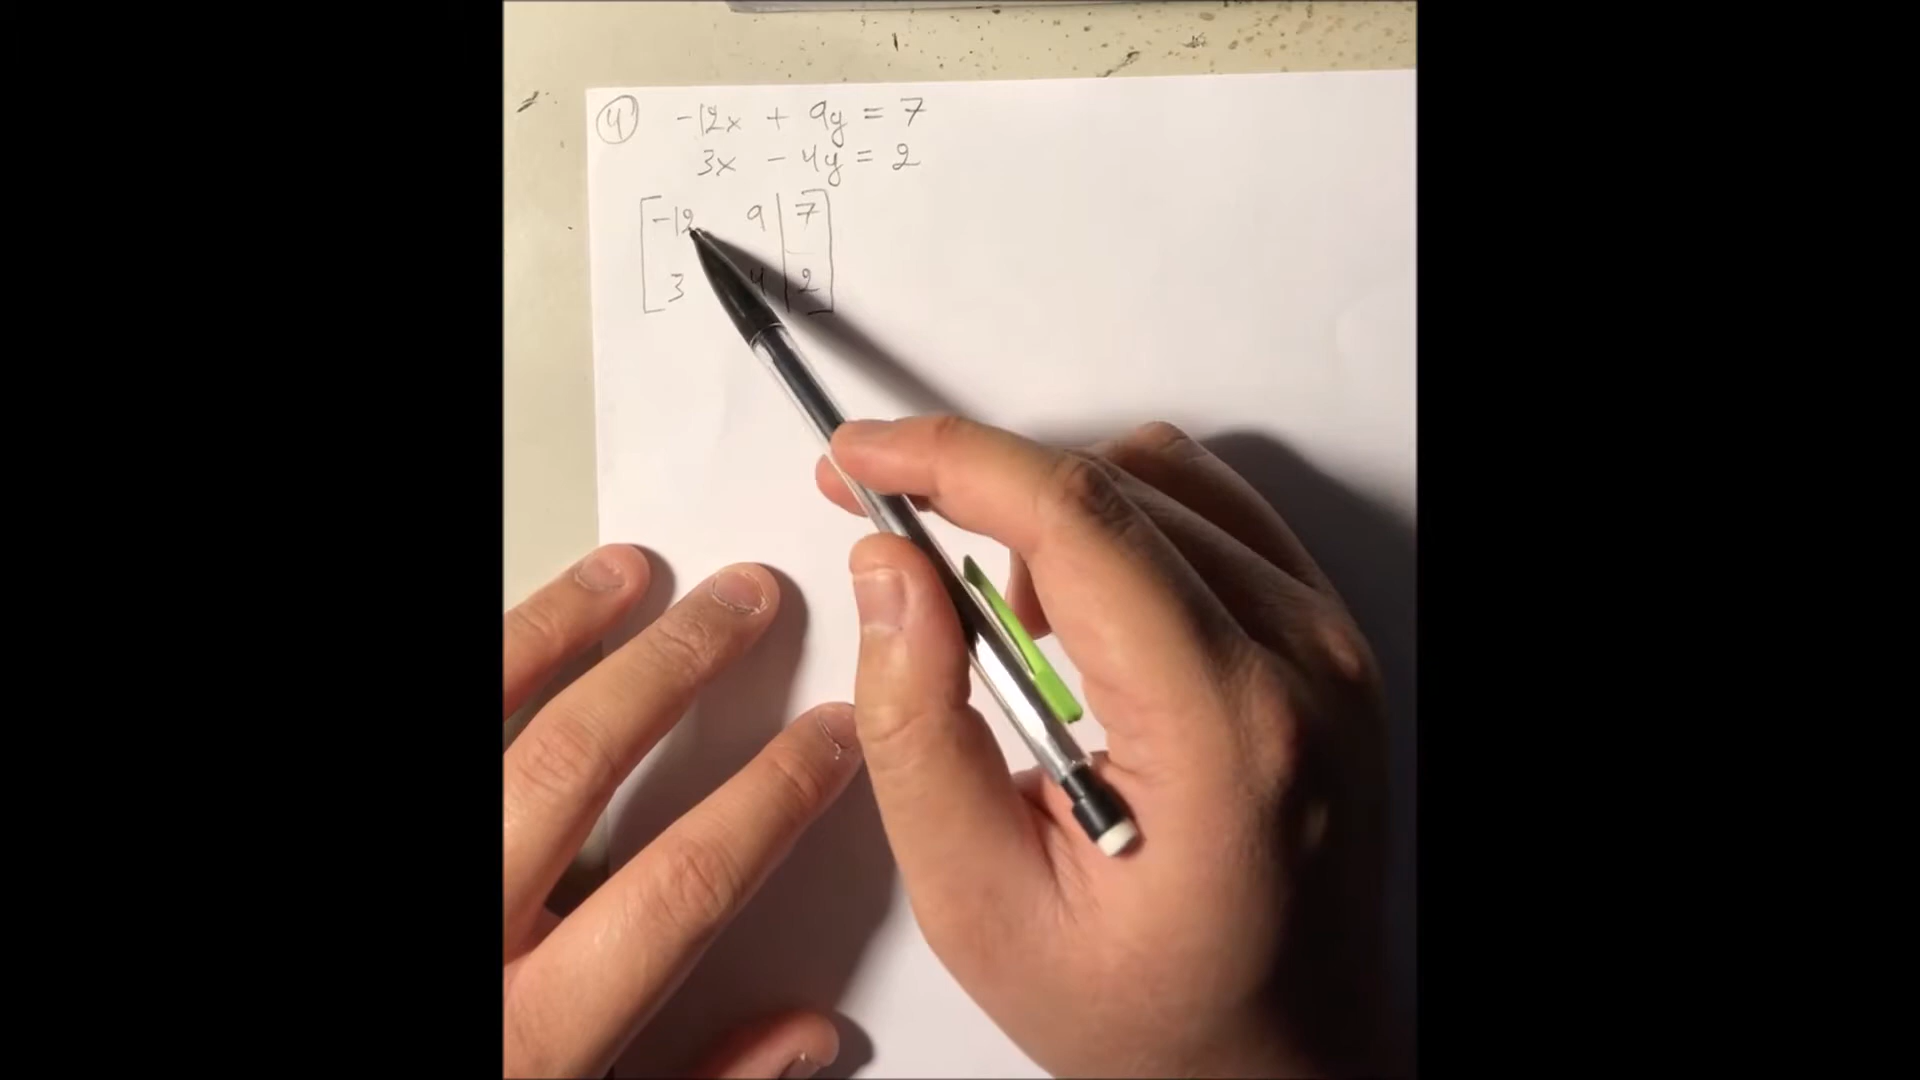 4
-12x + 9y = 7
3x - 4y = 2
-12 9 | 7
3 4 | 2